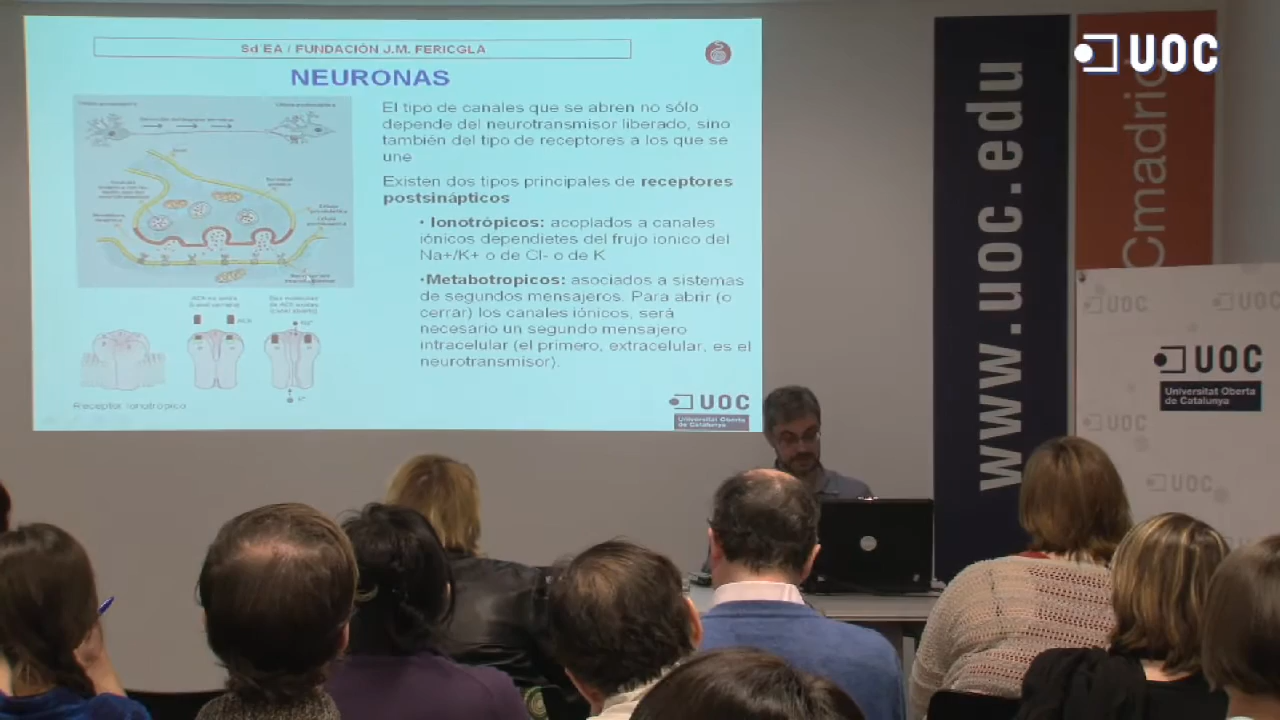 Sd EA / FUNDACIÓN J.M. FERICGLA
NEURONAS
El tipo de canales que se abren no sólo
depende del neurotransmisor liberado, sino
también del tipo de receptores a los que se
une
Existen dos tipos principales de receptores
postsinápticos
• Ionotrópicos: acoplados a canales
iónicos dependietes del frujo ionico del
Na+/K+ o de Cl- o de K
•Metabotropicos: asociados a sistemas
de segundos mensajeros. Para abrir (o
cerrar) los canales iónicos, será
necesario un segundo mensajero
intracelular (el primero, extracelular, es el
neurotransmisor).
Receptor Ionotrópico
UOC
Universitat Oberta
de Catalunya
www.uoc.edu
Cmadrid
UOC
UOC
UOC
UOC
Universitat Oberta
de Catalunya
UOC
UOC